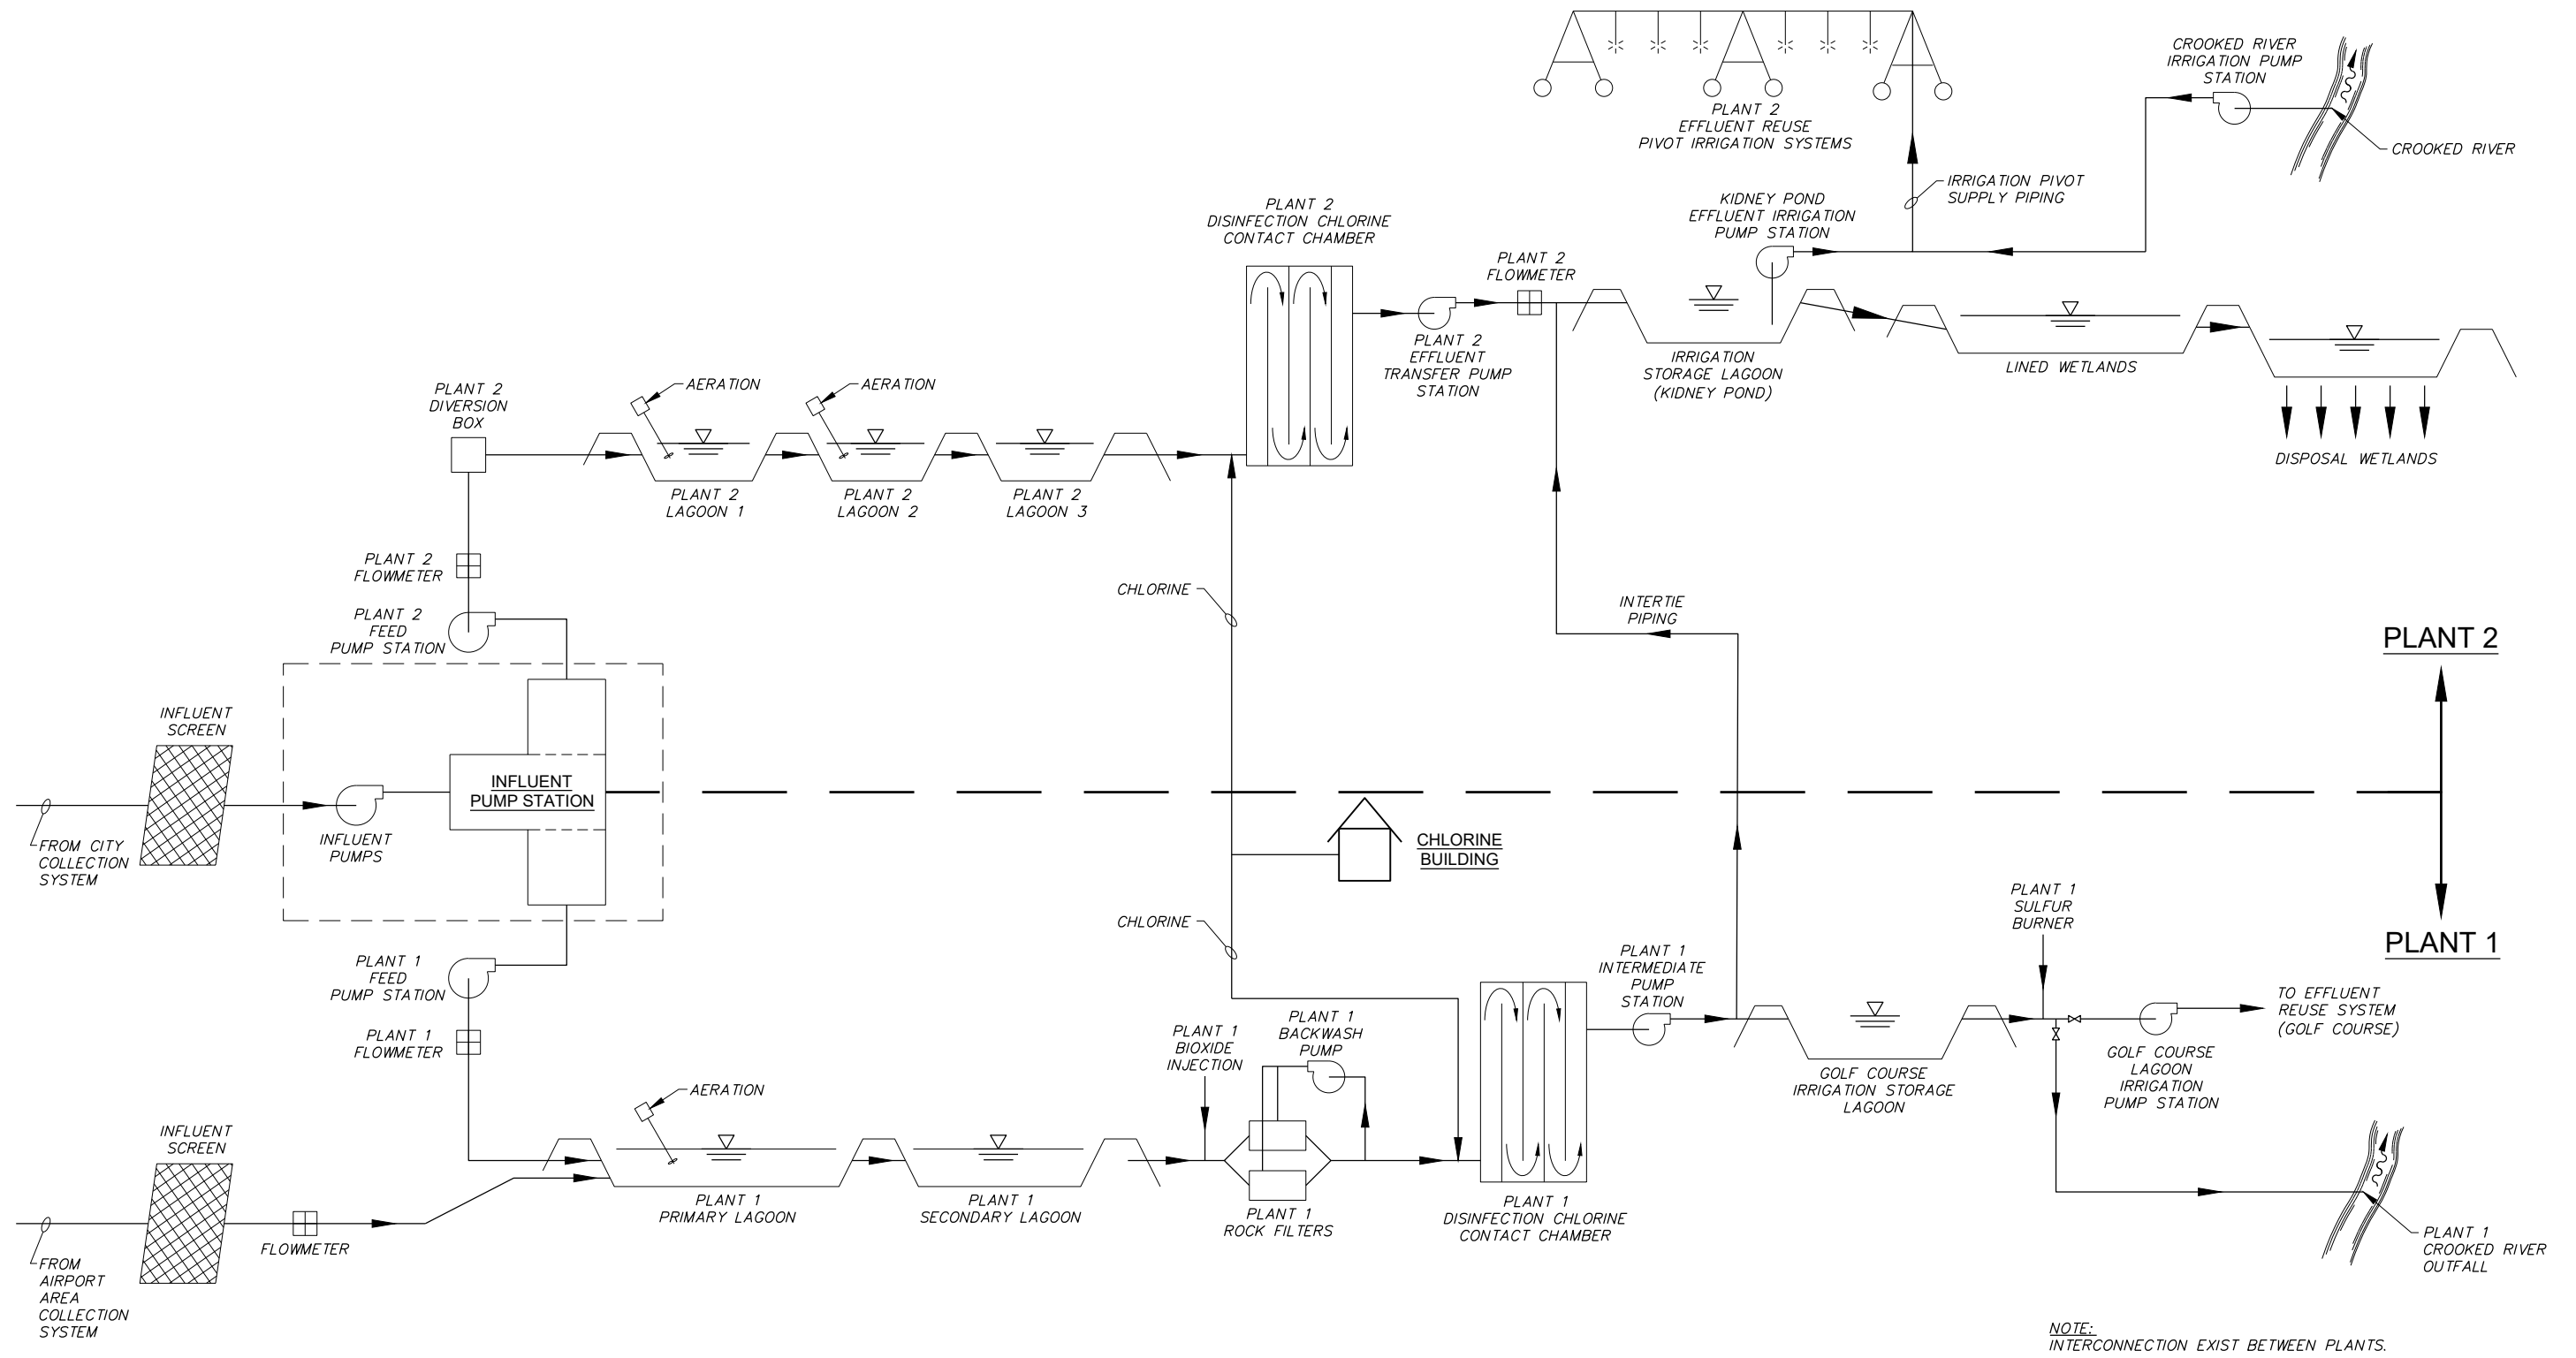 PLANT 2
EFFLUENT REUSE
PIVOT IRRIGATION SYSTEMS
CROOKED RIVER
IRRIGATION PUMP
STATION
CROOKED RIVER
IRRIGATION PIVOT
SUPPLY PIPING
KIDNEY POND
EFFLUENT IRRIGATION
PUMP STATION
PLANT 2
DISINFECTION CHLORINE
CONTACT CHAMBER
PLANT 2
FLOWMETER
PLANT 2
EFFLUENT
TRANSFER PUMP
STATION
IRRIGATION
STORAGE LAGOON
(KIDNEY POND)
LINED WETLANDS
DISPOSAL WETLANDS
PLANT 2
DIVERSION
BOX
AERATION
AERATION
PLANT 2
LAGOON 1
PLANT 2
LAGOON 2
PLANT 2
LAGOON 3
PLANT 2
FLOWMETER
PLANT 2
FEED
PUMP STATION
CHLORINE
INTERTIE
PIPING
PLANT 2
INFLUENT
SCREEN
INFLUENT
PUMP STATION
INFLUENT
PUMPS
FROM CITY
COLLECTION
SYSTEM
CHLORINE
BUILDING
PLANT 1
CHLORINE
PLANT 1
FEED
PUMP STATION
PLANT 1
FLOWMETER
PLANT 1
INTERMEDIATE
PUMP
STATION
PLANT 1
SULFUR
BURNER
TO EFFLUENT
REUSE SYSTEM
(GOLF COURSE)
PLANT 1
BIOXIDE
INJECTION
PLANT 1
BACKWASH
PUMP
GOLF COURSE
IRRIGATION STORAGE
LAGOON
GOLF COURSE
LAGOON
IRRIGATION
PUMP STATION
AERATION
INFLUENT
SCREEN
PLANT 1
PRIMARY LAGOON
PLANT 1
SECONDARY LAGOON
PLANT 1
ROCK FILTERS
PLANT 1
DISINFECTION CHLORINE
CONTACT CHAMBER
FLOWMETER
FROM
AIRPORT
AREA
COLLECTION
SYSTEM
PLANT 1
CROOKED RIVER
OUTFALL
NOTE:
INTERCONNECTION EXIST BETWEEN PLANTS.